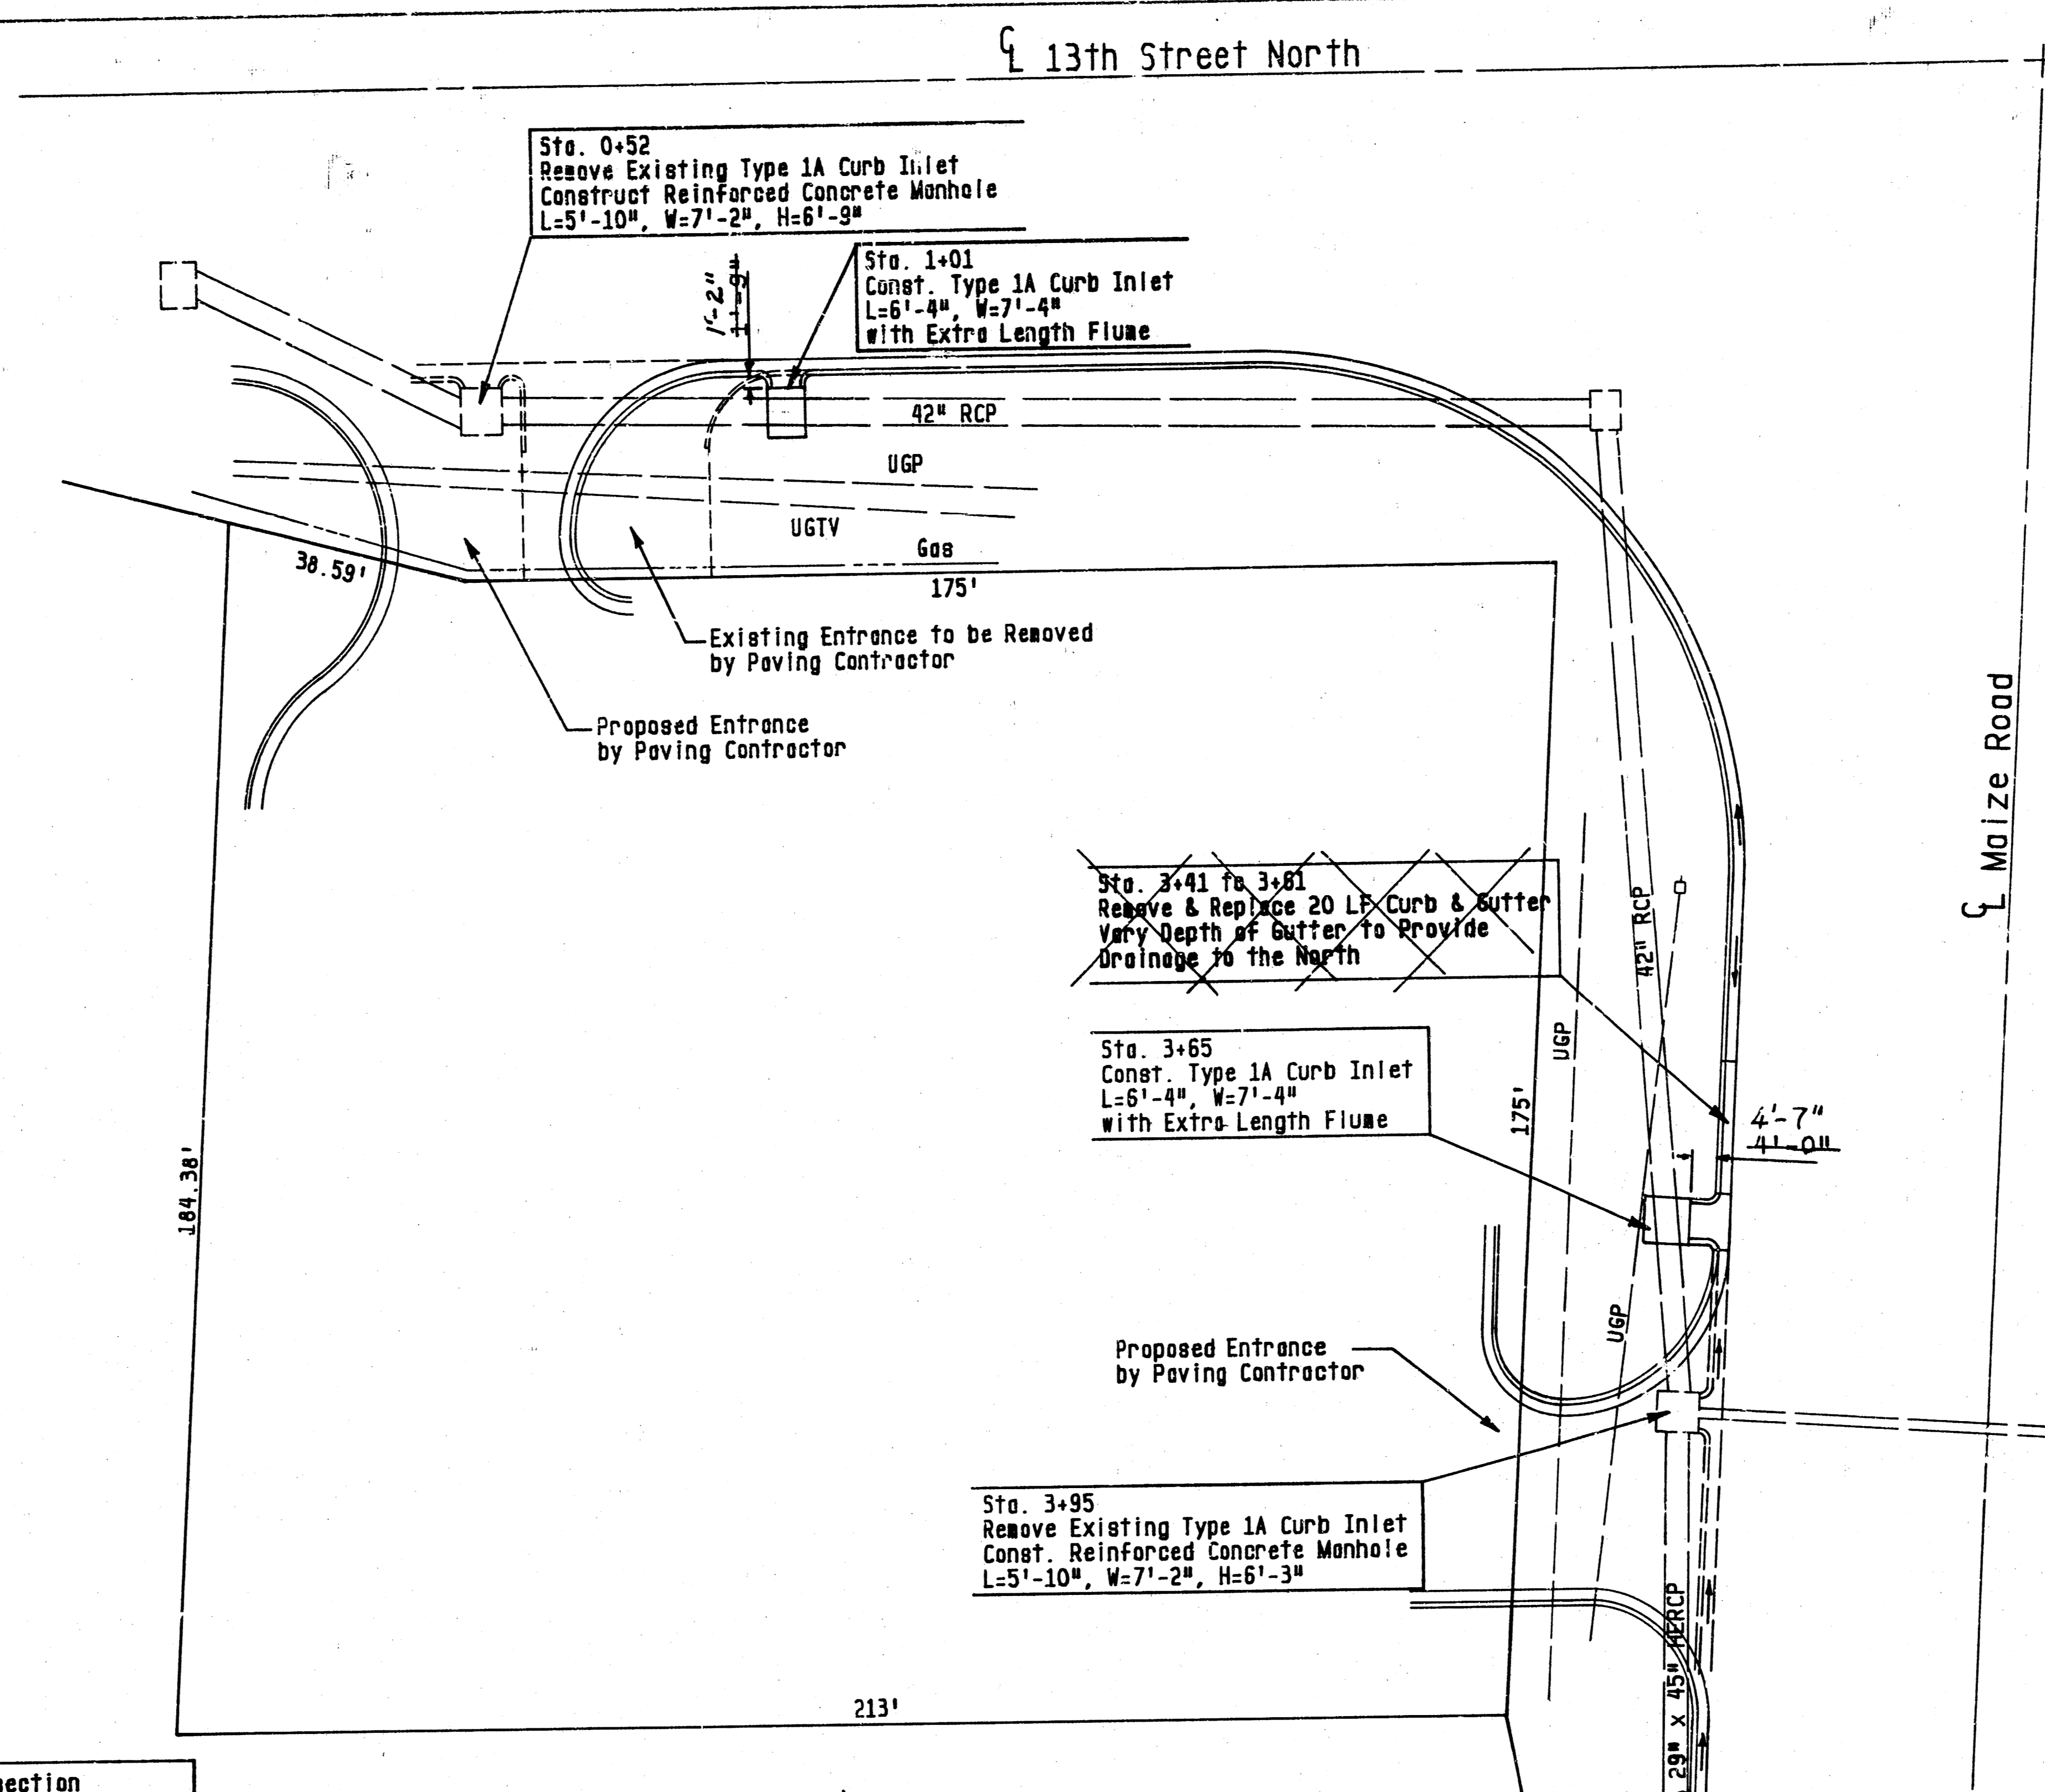 ℄ 13th Street North
Sta. 0+52
Remove Existing Type 1A Curb Inlet
Construct Reinforced Concrete Manhole
L=5'-10", W=7'-2", H=6'-9"
Sta. 1+01
Const. Type 1A Curb Inlet
L=6'-4", W=7'-4"
with Extra Length Flume
1'-2"
42" RCP
UGP
UGTV
Gas
38.59'
175'
Existing Entrance to be Removed
by Paving Contractor
Proposed Entrance
by Paving Contractor
℄ Maize Road
Sta. 3+41 to 3+61
Remove & Replace 20 LF Curb & Gutter
Vary Depth of Gutter to Provide
Drainage to the North
42" RCP
UGP
Sta. 3+65
Const. Type 1A Curb Inlet
L=6'-4", W=7'-4"
with Extra Length Flume
175'
4'-7"
4'-0"
184.38'
UGP
Proposed Entrance
by Paving Contractor
Sta. 3+95
Remove Existing Type 1A Curb Inlet
Const. Reinforced Concrete Manhole
L=5'-10", W=7'-2", H=6'-3"
29" x 45" HERCP
213'